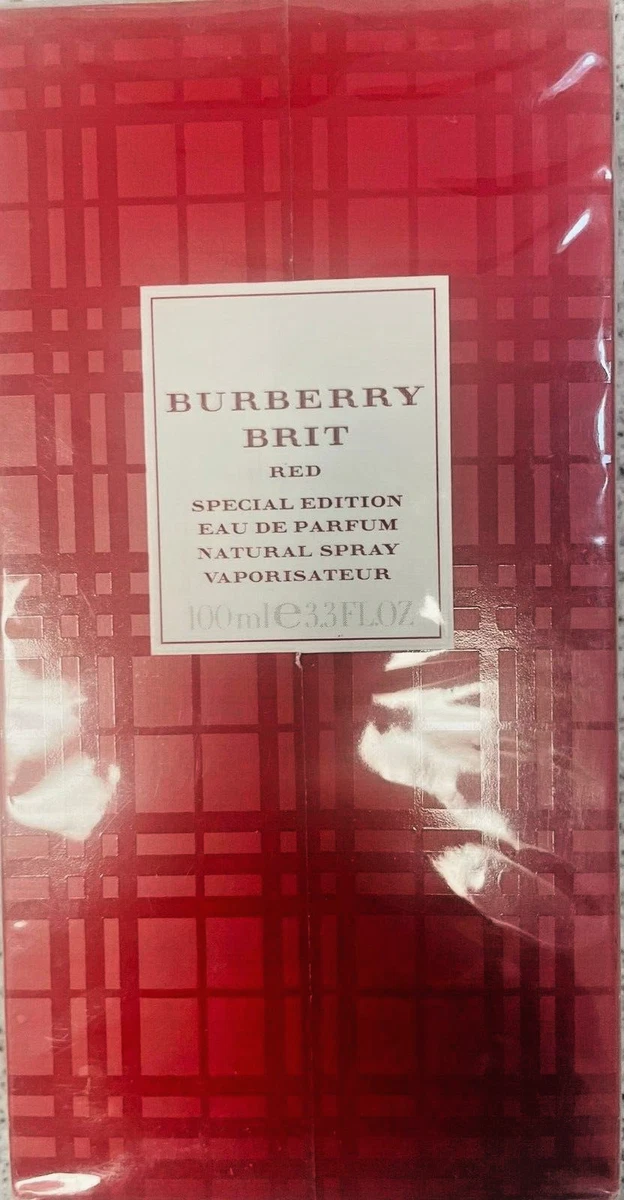 BURBERRY
BRIT
RED
SPECIAL EDITION
EAU DE PARFUM
NATURAL SPRAY
VAPORISATEUR
100ml℮3.3FL.OZ